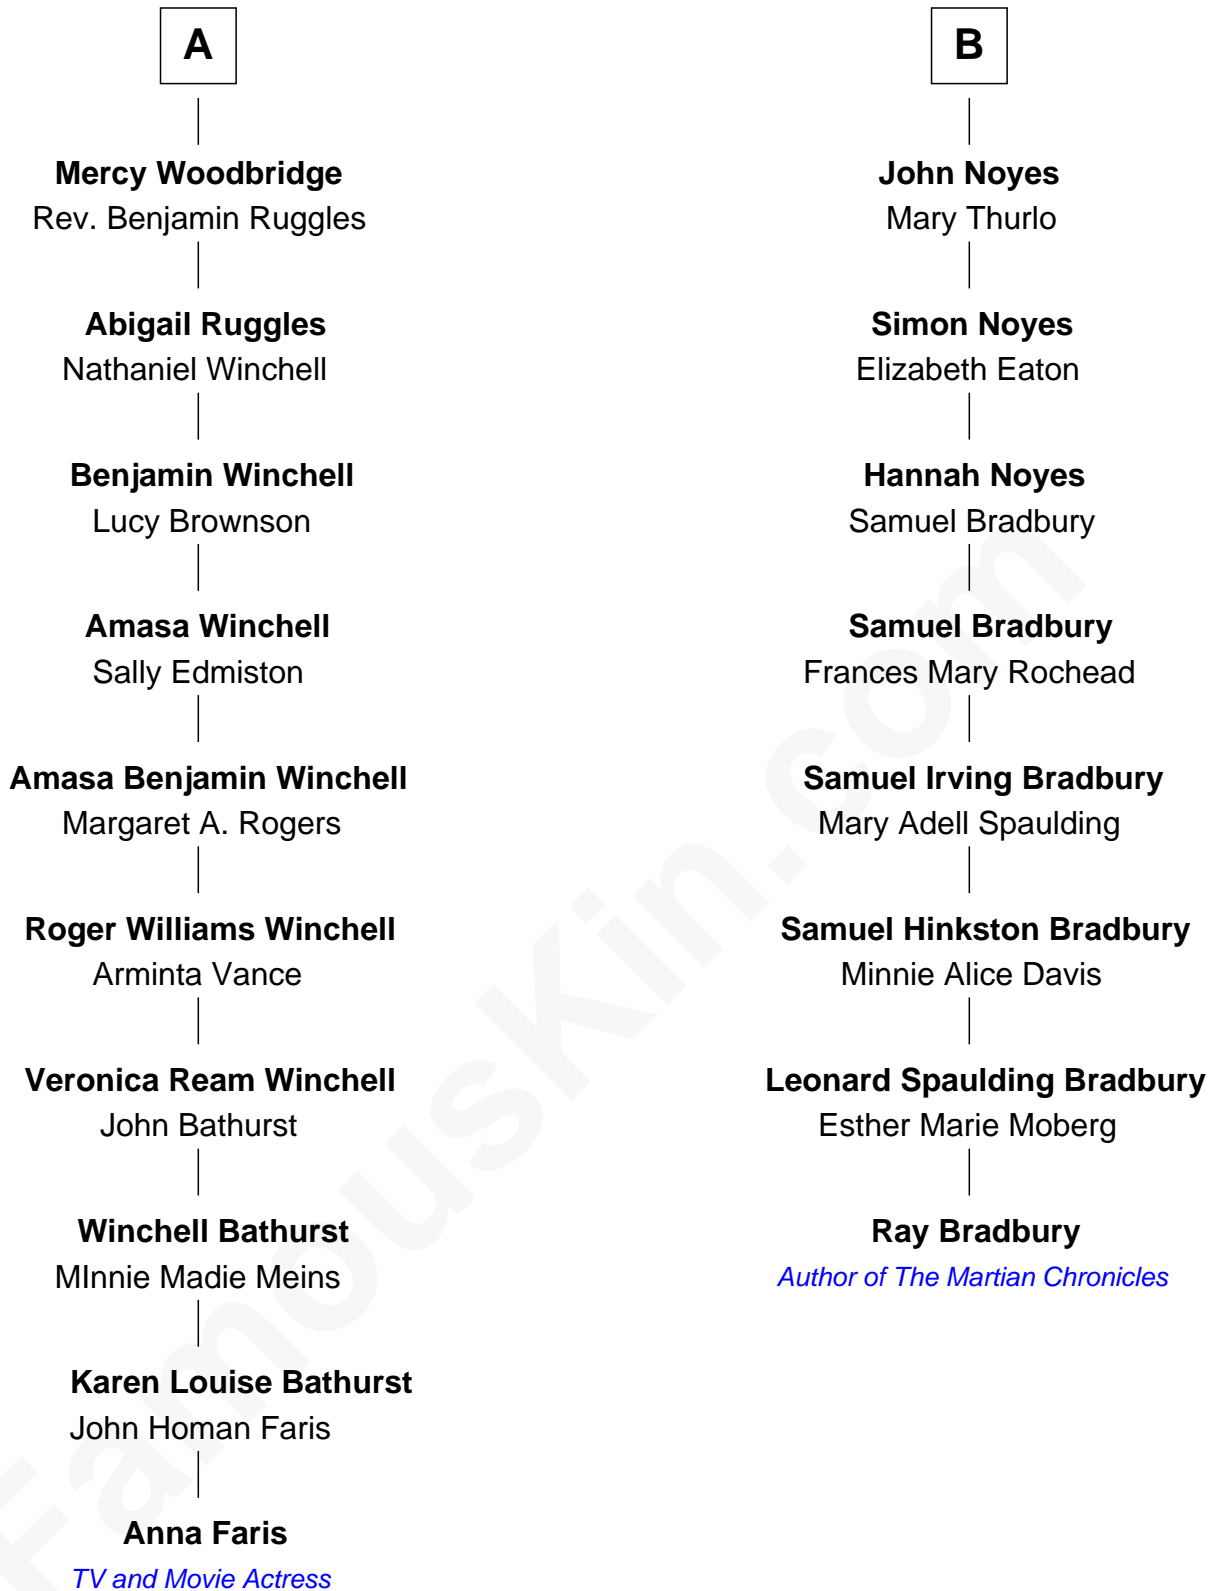 A
Mercy Woodbridge
Rev. Benjamin Ruggles
Abigail Ruggles
Nathaniel Winchell
Benjamin Winchell
Lucy Brownson
Amasa Winchell
Sally Edmiston
Amasa Benjamin Winchell
Margaret A. Rogers
Roger Williams Winchell
Arminta Vance
Veronica Ream Winchell
John Bathurst
Winchell Bathurst
MInnie Madie Meins
Karen Louise Bathurst
John Homan Faris
Anna Faris
TV and Movie Actress
B
John Noyes
Mary Thurlo
Simon Noyes
Elizabeth Eaton
Hannah Noyes
Samuel Bradbury
Samuel Bradbury
Frances Mary Rochead
Samuel Irving Bradbury
Mary Adell Spaulding
Samuel Hinkston Bradbury
Minnie Alice Davis
Leonard Spaulding Bradbury
Esther Marie Moberg
Ray Bradbury
Author of The Martian Chronicles
FamousKin.com